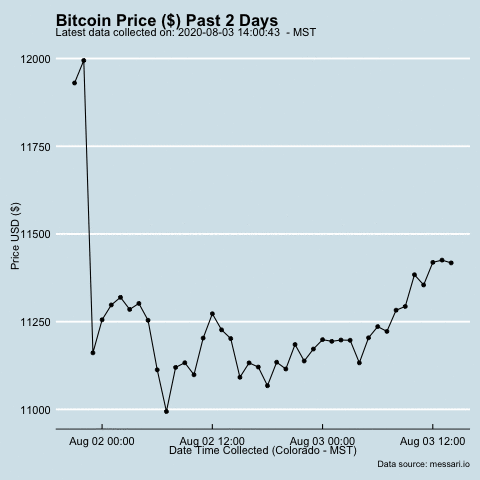 Bitcoin Price ($) Past 2 Days
Latest data collected on: 2020-08-03 14:00:43  - MST
12000
11750
11500
11250
11000
Price USD ($)
Aug 02 00:00 Aug 02 12:00 Aug 03 00:00 Aug 03 12:00
Date Time Collected (Colorado - MST)
Data source: messari.io